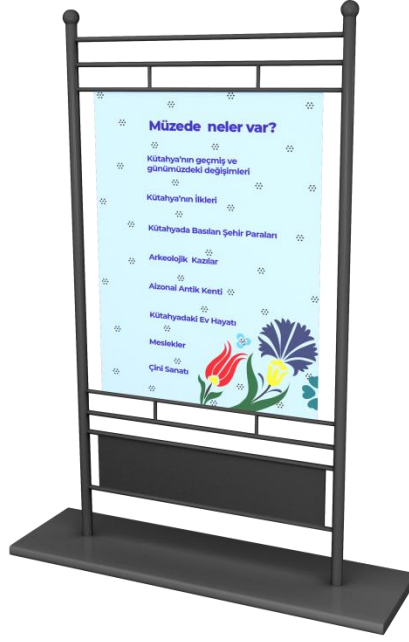 Müzede neler var?
Kütahya'nın geçmiş ve
günümüzdeki değişimleri
Kütahya'nın İlkleri
Kütahyada Basılan Şehir Paraları
Arkeolojik Kazılar
Aizonai Antik Kenti
Kütahyadaki Ev Hayatı
Meslekler
Çini Sanatı